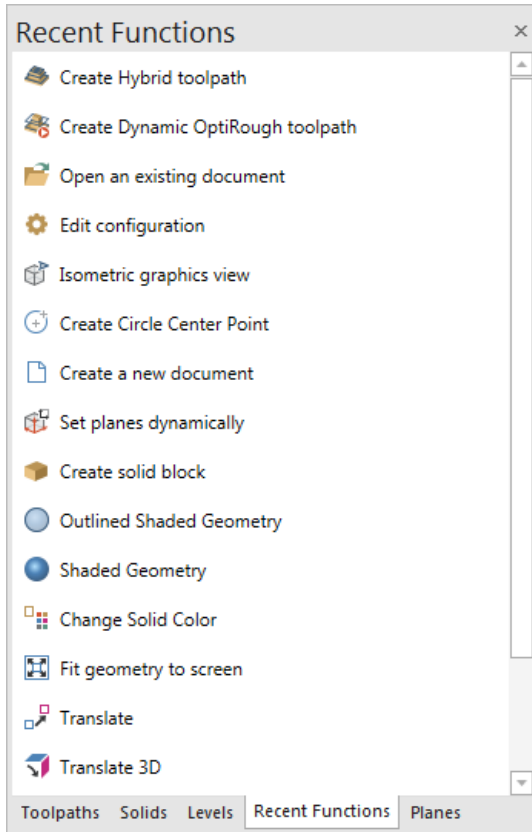 Recent Functions
Create Hybrid toolpath
Create Dynamic OptiRough toolpath
Open an existing document
Edit configuration
Isometric graphics view
Create Circle Center Point
Create a new document
Set planes dynamically
Create solid block
Outlined Shaded Geometry
Shaded Geometry
Change Solid Color
Fit geometry to screen
Translate
Translate 3D
Toolpaths Solids Levels Recent Functions Planes